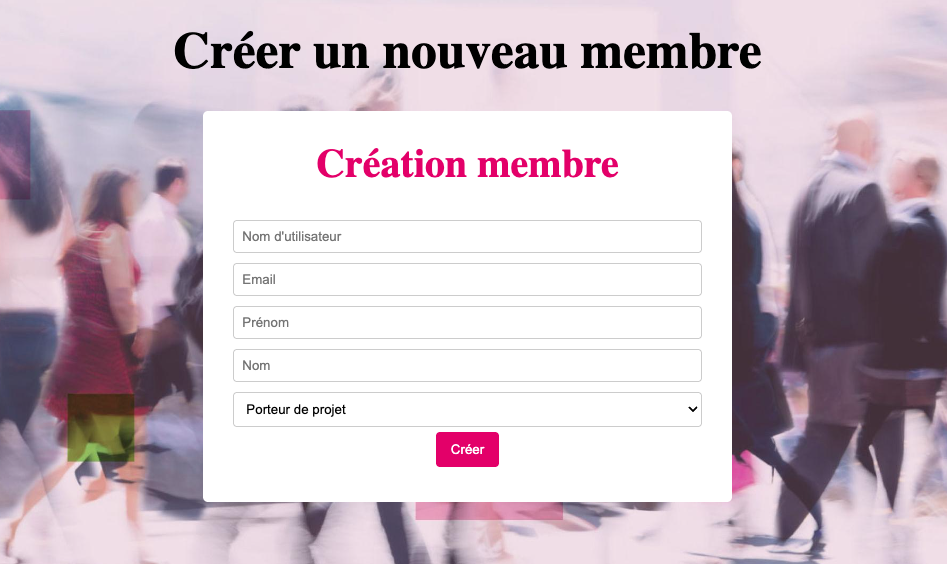 Créer un nouveau membre
Création membre
Nom d'utilisateur
Email
Prénom
Nom
Porteur de projet
Créer